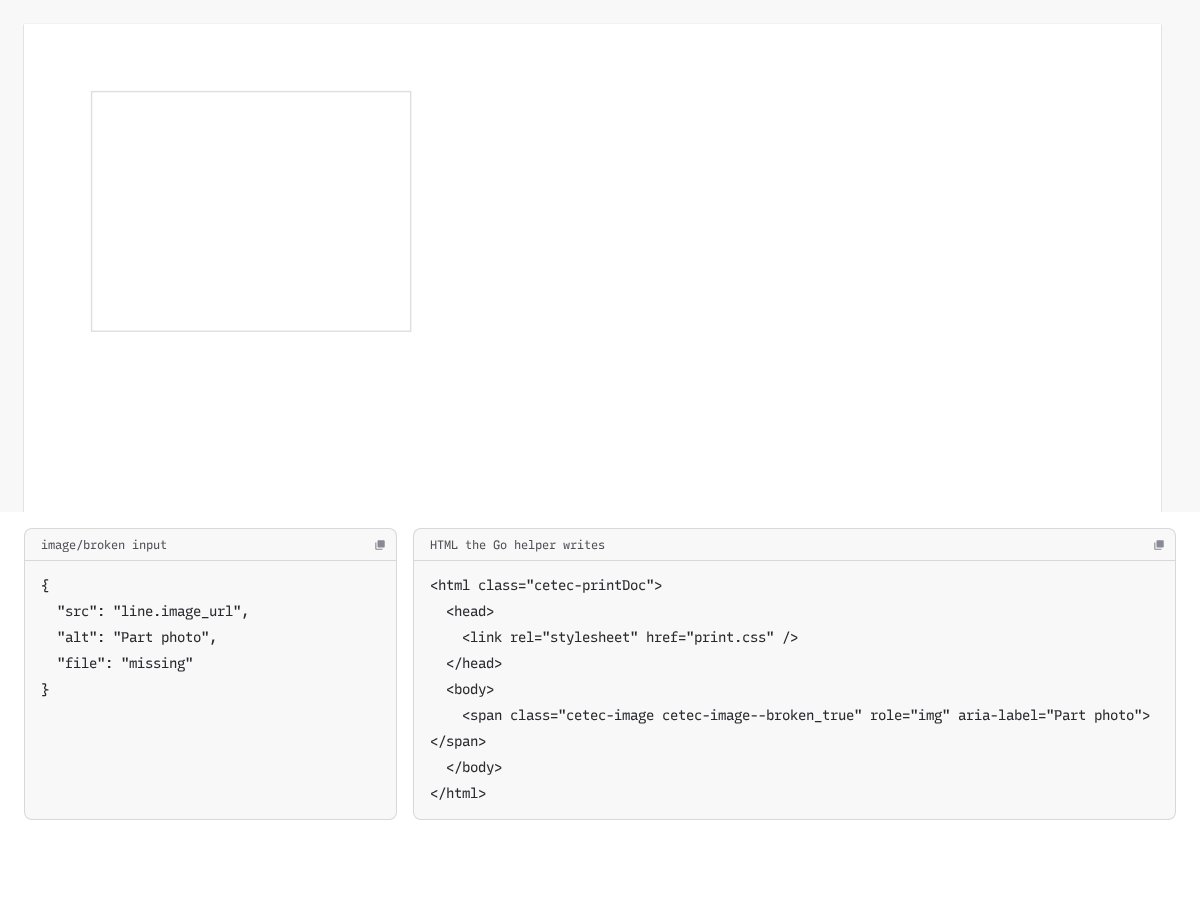 image/broken input
{
  "src": "line.image_url",
  "alt": "Part photo",
  "file": "missing"
}
HTML the Go helper writes
<html class="cetec-printDoc">
  <head>
    <link rel="stylesheet" href="print.css" />
  </head>
  <body>
    <span class="cetec-image cetec-image--broken_true" role="img" aria-label="Part photo">
</span>
  </body>
</html>